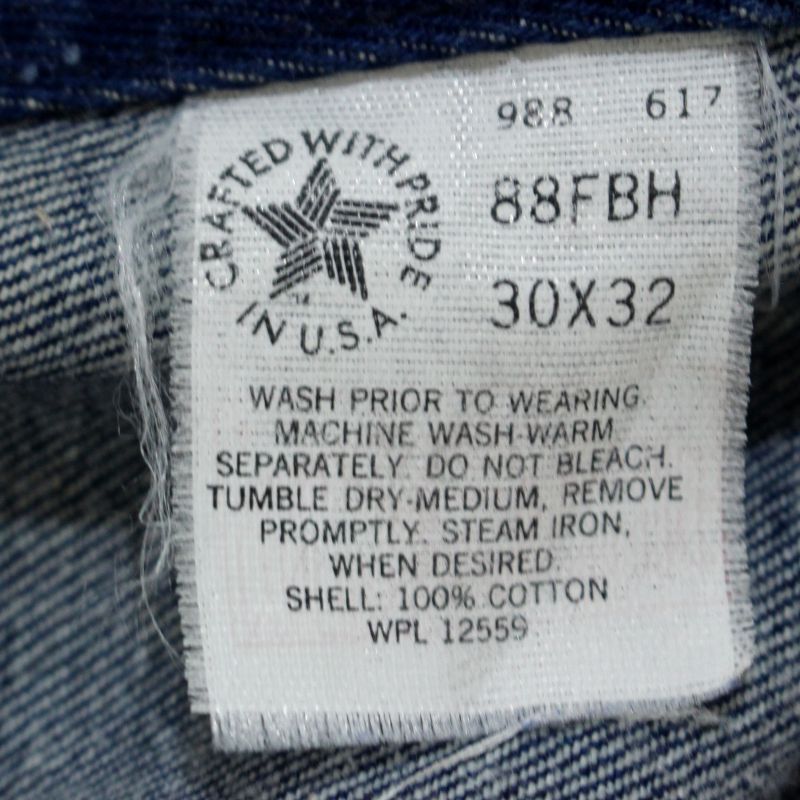 988 617
CRAFTED WITH PRIDE
IN U.S.A.
TM
88FBH
30X32
WASH PRIOR TO WEARING.
MACHINE WASH-WARM
SEPARATELY. DO NOT BLEACH.
TUMBLE DRY-MEDIUM, REMOVE
PROMPTLY. STEAM IRON,
WHEN DESIRED.
SHELL: 100% COTTON
WPL 12559